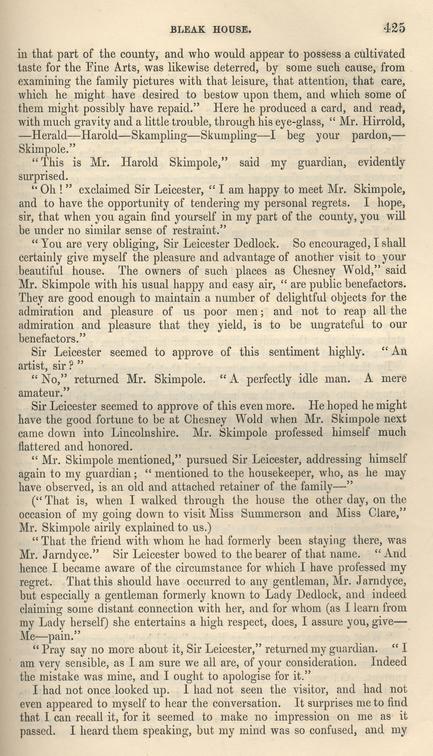 BLEAK HOUSE. 425
in that part of the county, and who would appear to possess a cultivated
taste for the Fine Arts, was likewise deterred, by some such cause, from
examining the family pictures with that leisure, that attention, that care,
which he might have desired to bestow upon them, and which some of
them might possibly have repaid.” Here he produced a card, and read,
with much gravity and a little trouble, through his eye-glass, “ Mr. Hirrold,
—Herald—Harold—Skampling—Skumpling—I beg your pardon,—
Skimpole.”
“This is Mr. Harold Skimpole,” said my guardian, evidently
surprised.
“Oh !” exclaimed Sir Leicester, “I am happy to meet Mr. Skimpole,
and to have the opportunity of tendering my personal regrets. I hope,
sir, that when you again find yourself in my part of the county, you will
be under no similar sense of restraint.”
“You are very obliging, Sir Leicester Dedlock. So encouraged, I shall
certainly give myself the pleasure and advantage of another visit to your
beautiful house. The owners of such places as Chesney Wold,” said
Mr. Skimpole with his usual happy and easy air, “are public benefactors.
They are good enough to maintain a number of delightful objects for the
admiration and pleasure of us poor men; and not to reap all the
admiration and pleasure that they yield, is to be ungrateful to our
benefactors.”
Sir Leicester seemed to approve of this sentiment highly. “An
artist, sir ?”
“No,” returned Mr. Skimpole. “A perfectly idle man. A mere
amateur.”
Sir Leicester seemed to approve of this even more. He hoped he might
have the good fortune to be at Chesney Wold when Mr. Skimpole next
came down into Lincolnshire. Mr. Skimpole professed himself much
flattered and honored.
“Mr. Skimpole mentioned,” pursued Sir Leicester, addressing himself
again to my guardian; “mentioned to the housekeeper, who, as he may
have observed, is an old and attached retainer of the family—”
(“That is, when I walked through the house the other day, on the
occasion of my going down to visit Miss Summerson and Miss Clare,”
Mr. Skimpole airily explained to us.)
“That the friend with whom he had formerly been staying there, was
Mr. Jarndyce.” Sir Leicester bowed to the bearer of that name. “And
hence I became aware of the circumstance for which I have professed my
regret. That this should have occurred to any gentleman, Mr. Jarndyce,
but especially a gentleman formerly known to Lady Dedlock, and indeed
claiming some distant connection with her, and for whom (as I learn from
my Lady herself) she entertains a high respect, does, I assure you, give—
Me—pain.”
“Pray say no more about it, Sir Leicester,” returned my guardian. “I
am very sensible, as I am sure we all are, of your consideration. Indeed
the mistake was mine, and I ought to apologise for it.”
I had not once looked up. I had not seen the visitor, and had not
even appeared to myself to hear the conversation. It surprises me to find
that I can recall it, for it seemed to make no impression on me as it
passed. I heard them speaking, but my mind was so confused, and my